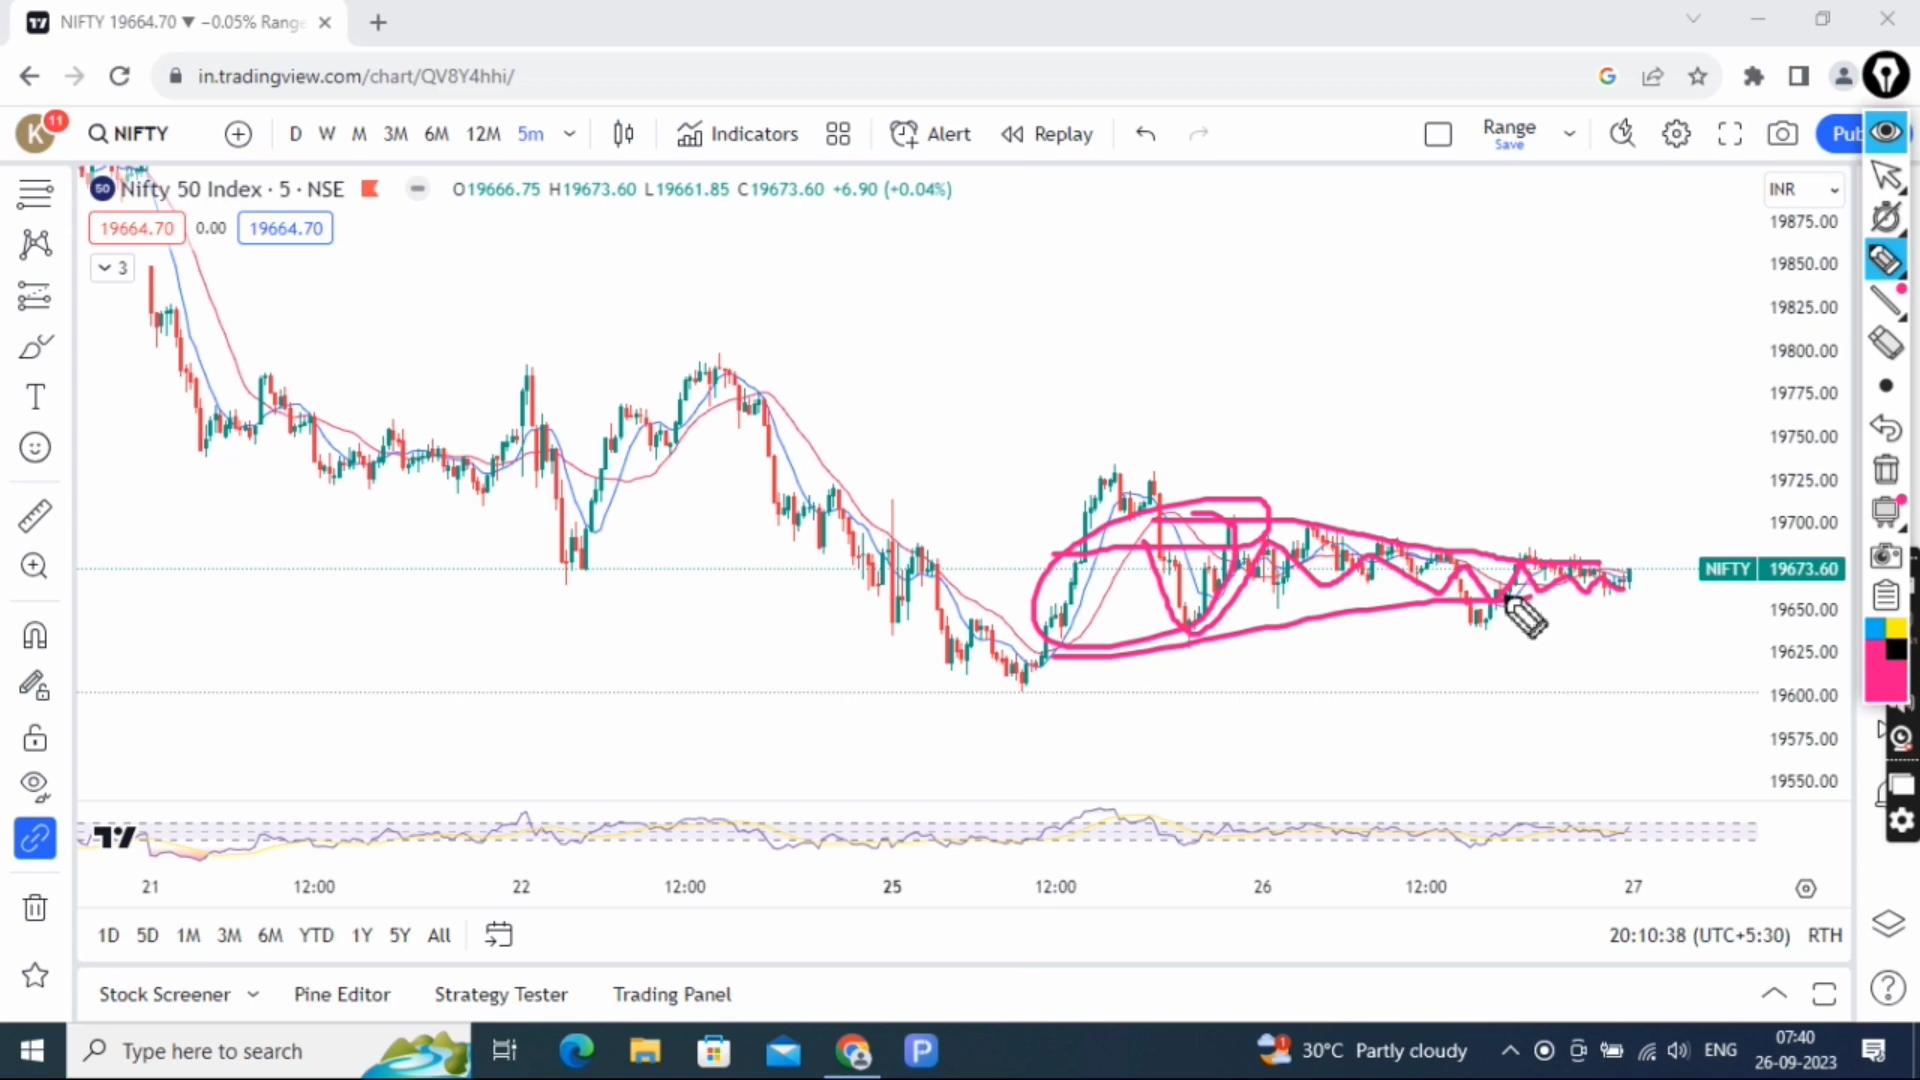 NIFTY 19664.70 ▼ −0.05% Range
in.tradingview.com/chart/QV8Y4hhi/
K 11 NIFTY D W M 3M 6M 12M 5m Indicators Alert Replay Range Save Pub
50 Nifty 50 Index · 5 · NSE O19666.75 H19673.60 L19661.85 C19673.60 +6.90 (+0.04%) INR
19664.70 0.00 19664.70
3
19875.00
19850.00
19825.00
19800.00
19775.00
19750.00
19725.00
19700.00
NIFTY 19673.60
19650.00
19625.00
19600.00
19575.00
19550.00
21 12:00 22 12:00 25 12:00 26 12:00 27
1D 5D 1M 3M 6M YTD 1Y 5Y All 20:10:38 (UTC+5:30) RTH
Stock Screener Pine Editor Strategy Tester Trading Panel
Type here to search 1 30°C Partly cloudy ENG 07:40
26-09-2023